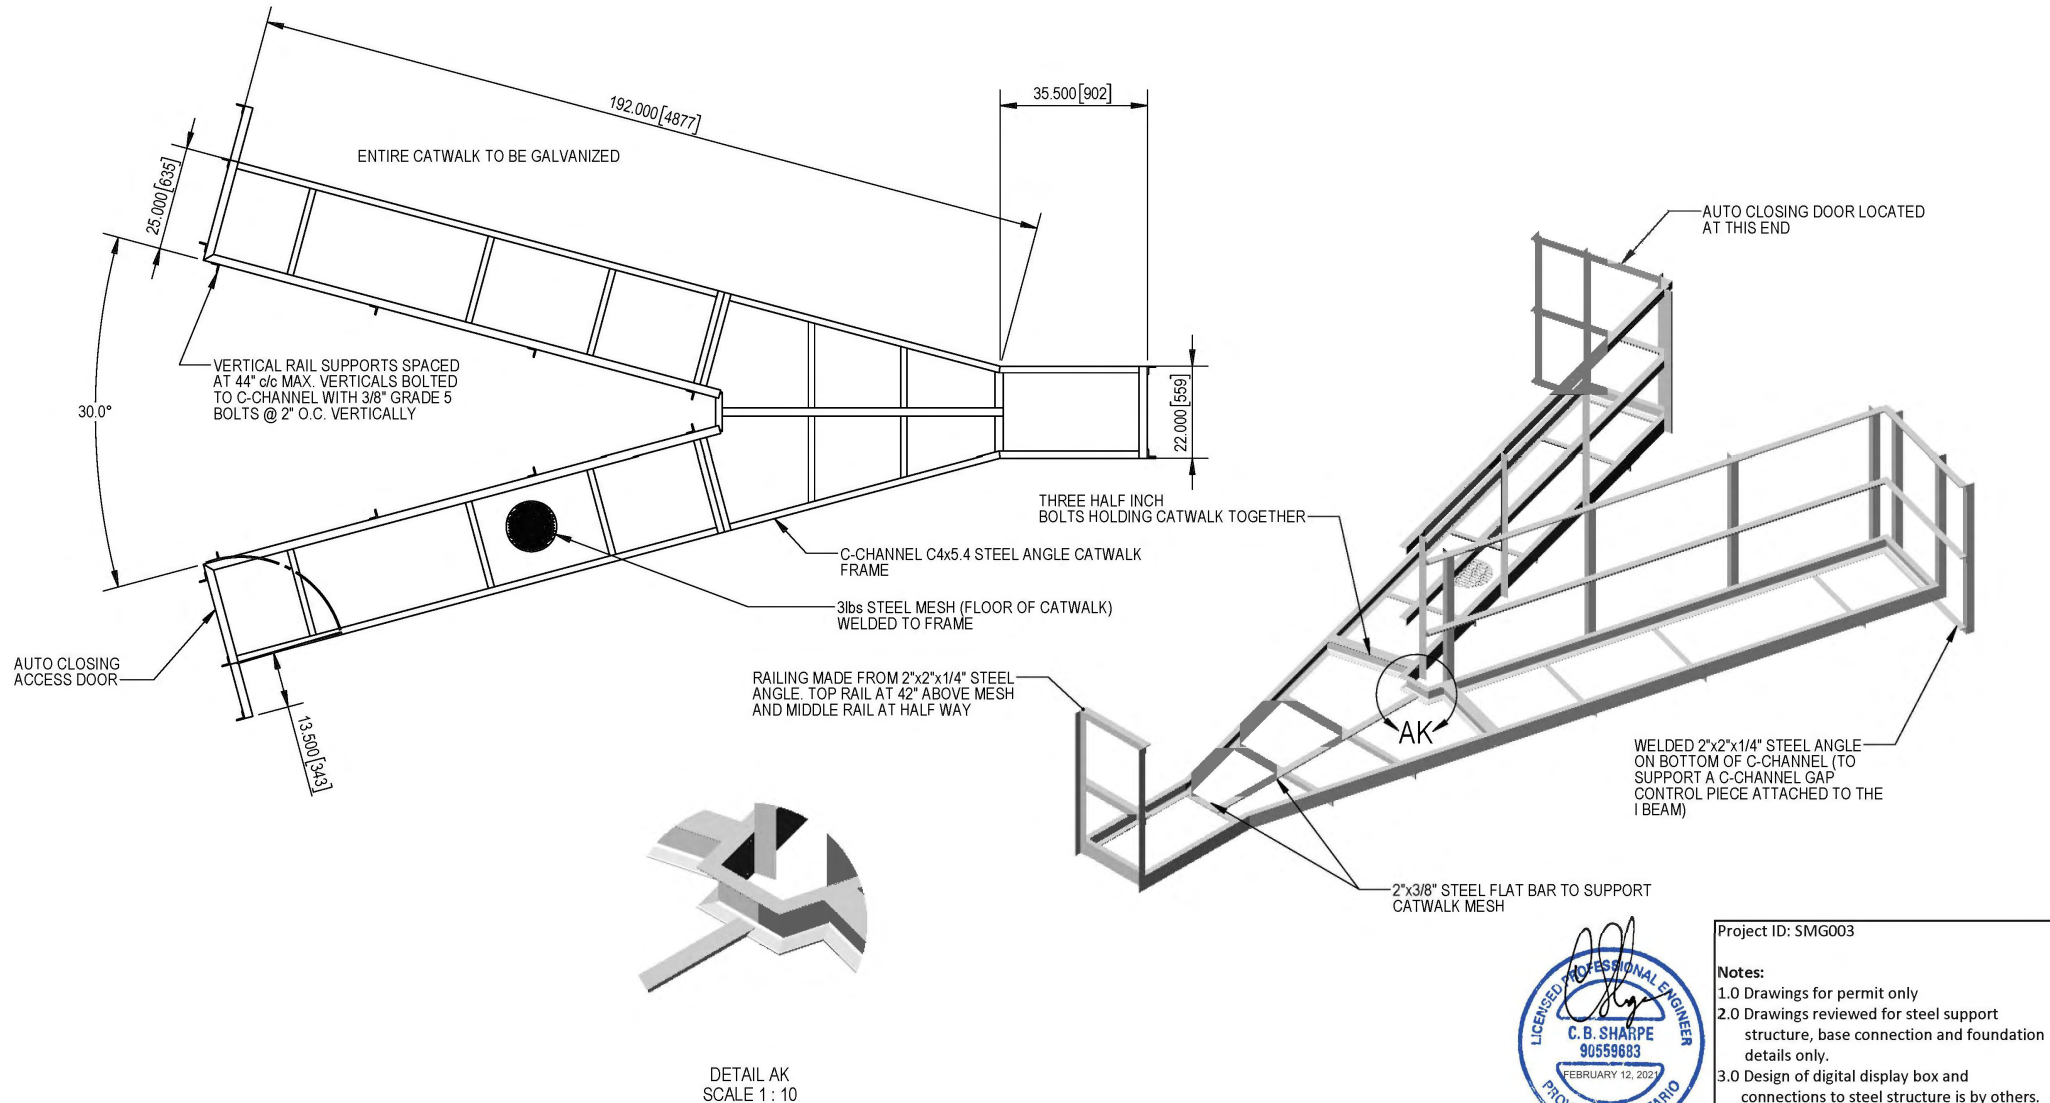 192.000[4877]
35.500[902]
ENTIRE CATWALK TO BE GALVANIZED
25.000[635]
AUTO CLOSING DOOR LOCATED
AT THIS END
VERTICAL RAIL SUPPORTS SPACED
AT 44" c/c MAX. VERTICALS BOLTED
TO C-CHANNEL WITH 3/8" GRADE 5
BOLTS @ 2" O.C. VERTICALLY
30.0°
22.000[559]
THREE HALF INCH
BOLTS HOLDING CATWALK TOGETHER
C-CHANNEL C4x5.4 STEEL ANGLE CATWALK
FRAME
3lbs STEEL MESH (FLOOR OF CATWALK)
WELDED TO FRAME
AUTO CLOSING
ACCESS DOOR
13.500[343]
RAILING MADE FROM 2"x2"x1/4" STEEL
ANGLE. TOP RAIL AT 42" ABOVE MESH
AND MIDDLE RAIL AT HALF WAY
AK
WELDED 2"x2"x1/4" STEEL ANGLE
ON BOTTOM OF C-CHANNEL (TO
SUPPORT A C-CHANNEL GAP
CONTROL PIECE ATTACHED TO THE
I BEAM)
2"x3/8" STEEL FLAT BAR TO SUPPORT
CATWALK MESH
DETAIL AK
SCALE 1 : 10
LICENSED PROFESSIONAL ENGINEER
C. B. SHARPE
90559683
FEBRUARY 12, 2021
Project ID: SMG003
Notes:
1.0 Drawings for permit only
2.0 Drawings reviewed for steel support
structure, base connection and foundation
details only.
3.0 Design of digital display box and
connections to steel structure is by others.